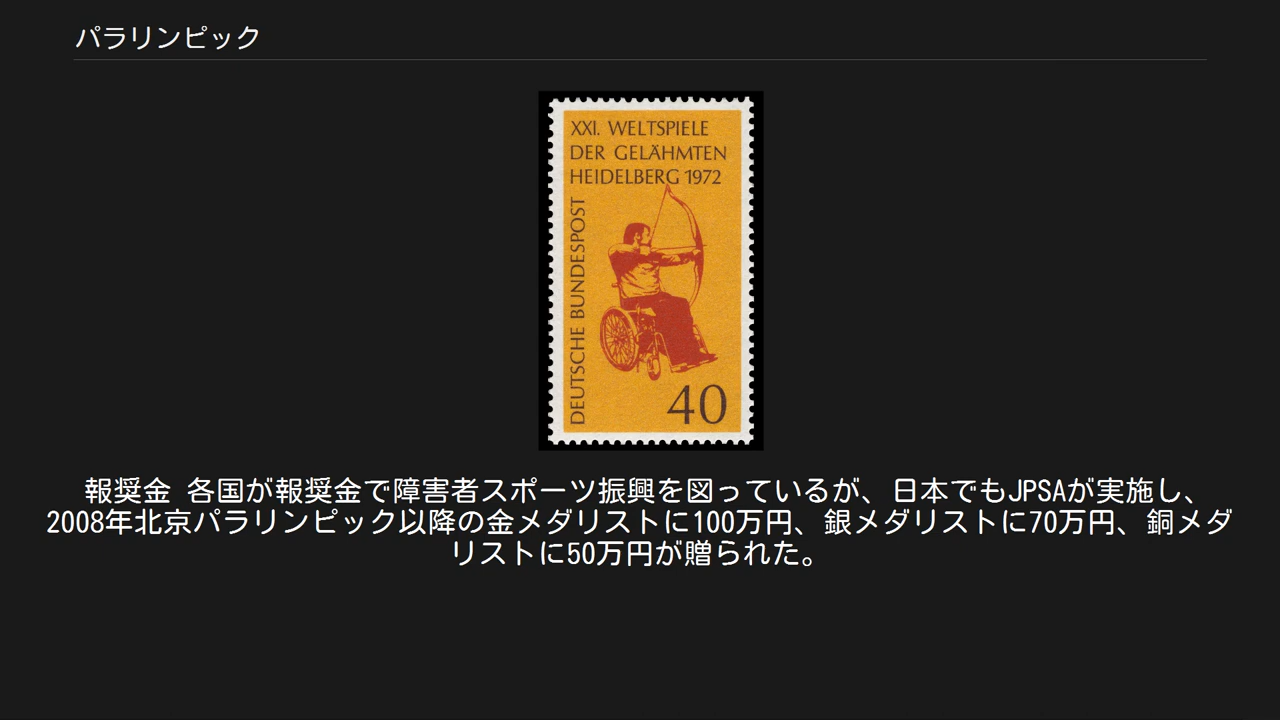 パラリンピック
XXI. WELTSPIELE
DER GELÄHMTEN
HEIDELBERG 1972
DEUTSCHE BUNDESPOST
40
報奨金 各国が報奨金で障害者スポーツ振興を図っているが、日本でもJPSAが実施し、
2008年北京パラリンピック以降の金メダリストに100万円、銀メダリストに70万円、銅メダ
リストに50万円が贈られた。